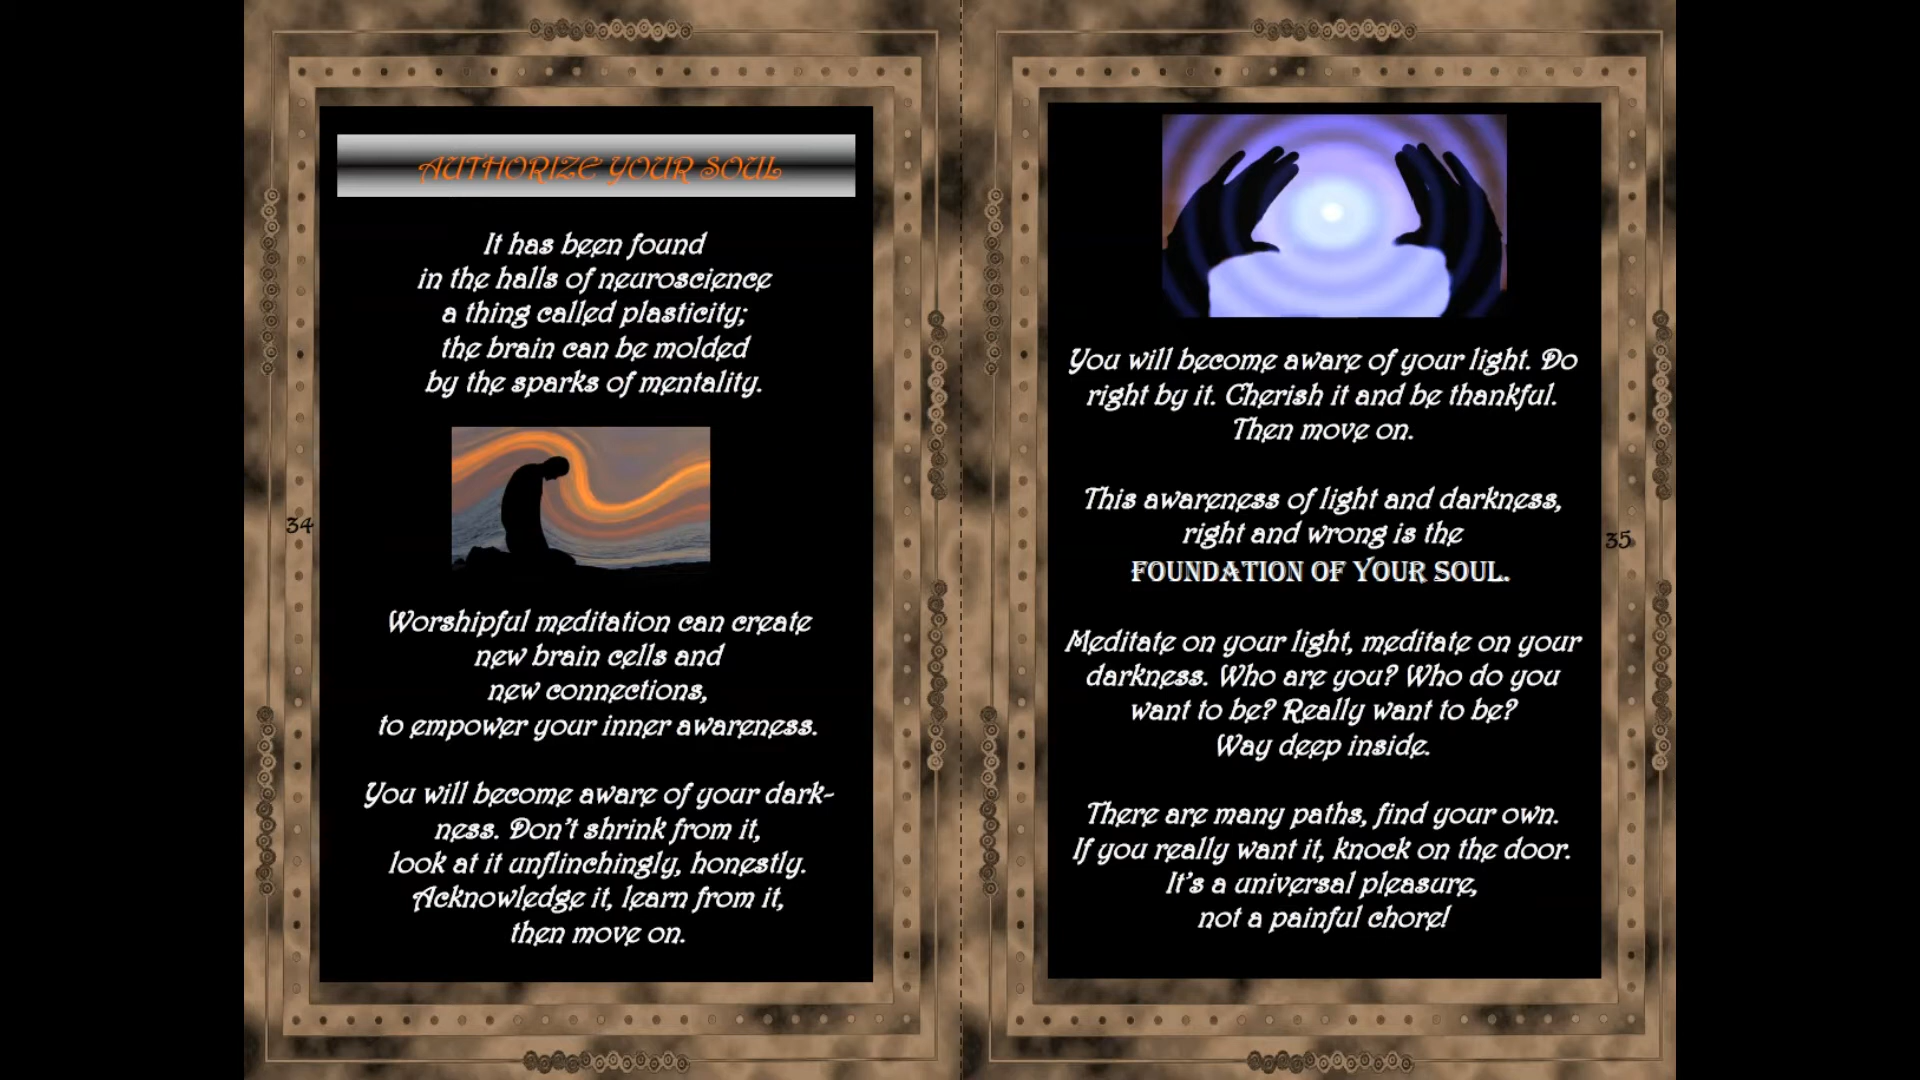 AUTHORIZE YOUR SOUL
It has been found
in the halls of neuroscience
a thing called plasticity;
the brain can be molded
by the sparks of mentality.
34
Worshipful meditation can create
new brain cells and
new connections,
to empower your inner awareness.
You will become aware of your dark-
ness. Don't shrink from it,
look at it unflinchingly, honestly.
Acknowledge it, learn from it,
then move on.
You will become aware of your light. Do
right by it. Cherish it and be thankful.
Then move on.
This awareness of light and darkness,
right and wrong is the
FOUNDATION OF YOUR SOUL.
35
Meditate on your light, meditate on your
darkness. Who are you? Who do you
want to be? Really want to be?
Way deep inside.
There are many paths, find your own.
If you really want it, knock on the door.
It's a universal pleasure,
not a painful chore!